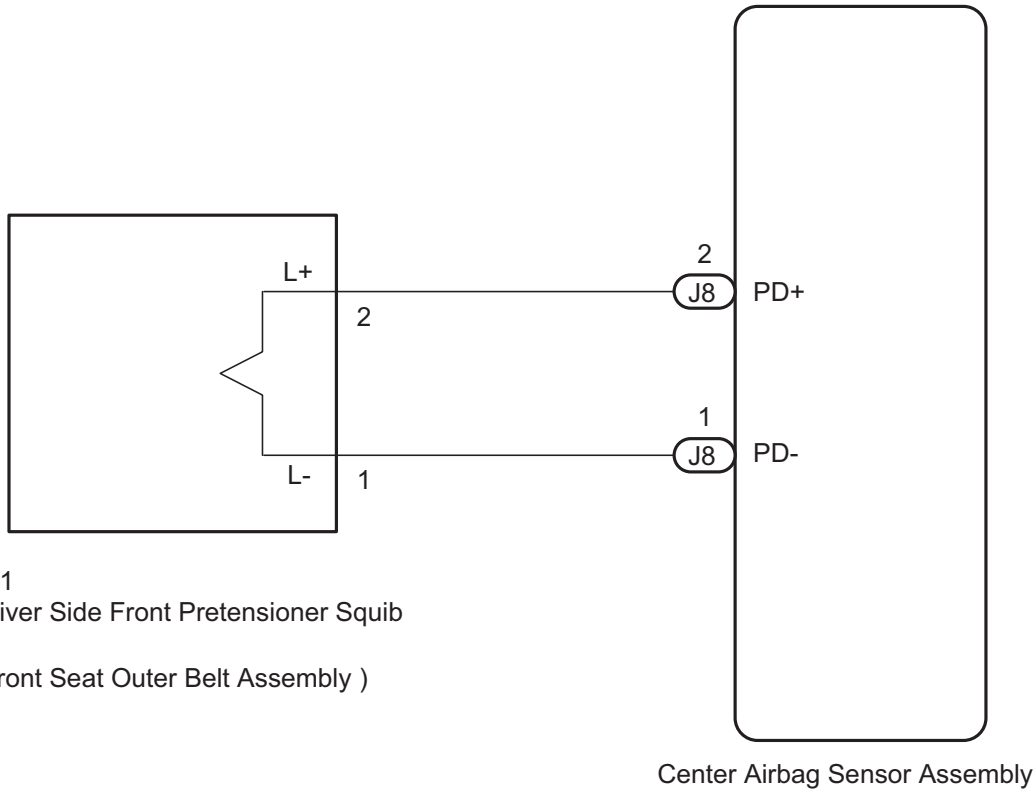 L+
2
L-
1
2
J8
PD+
1
J8
PD-
1
iver Side Front Pretensioner Squib
ront Seat Outer Belt Assembly )
Center Airbag Sensor Assembly